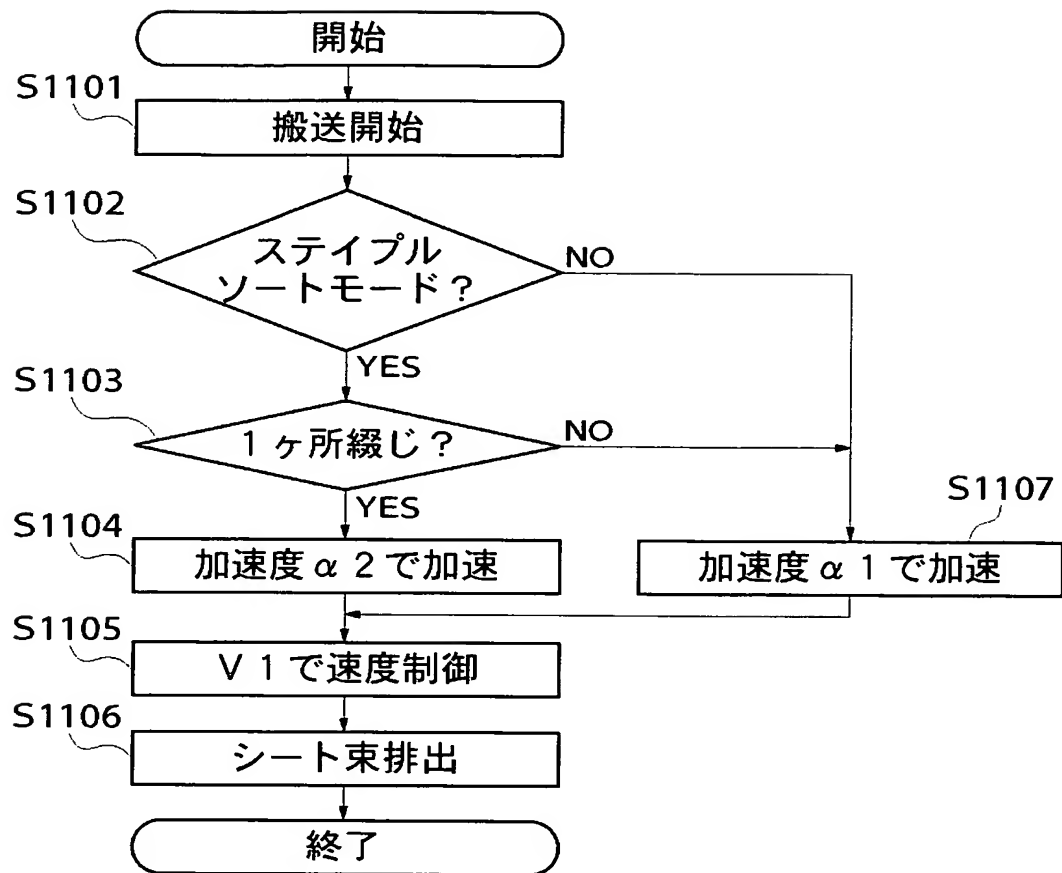 開始
S1101
搬送開始
S1102
ステイプル
ソートモード？
NO
YES
S1103
1ヶ所綴じ？
NO
YES
S1104
加速度α2で加速
S1107
加速度α1で加速
S1105
V1で速度制御
S1106
シート束排出
終了